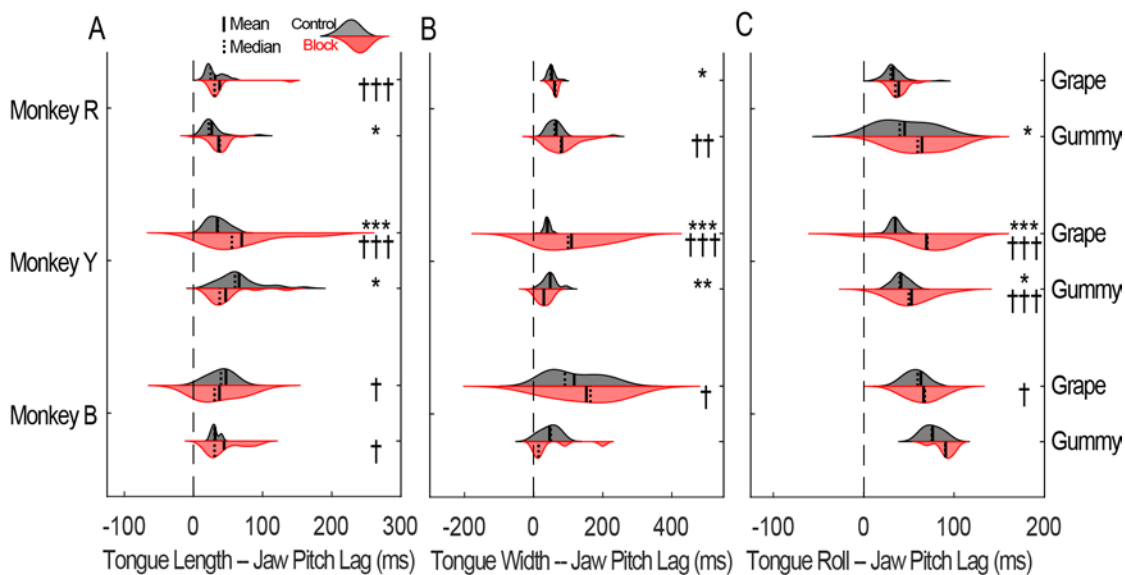 A
Mean
Median
Control
Block
B
C
Monkey R
†††
*
*
††
*
Grape
Gummy
Monkey Y
***
†††
*
***
†††
**
***
†††
*
†††
Grape
Gummy
Monkey B
†
†
†
†
Grape
Gummy
-100 0 100 200 300
-200 0 200 400
-100 0 100 200
Tongue Length – Jaw Pitch Lag (ms)
Tongue Width -- Jaw Pitch Lag (ms)
Tongue Roll – Jaw Pitch Lag (ms)